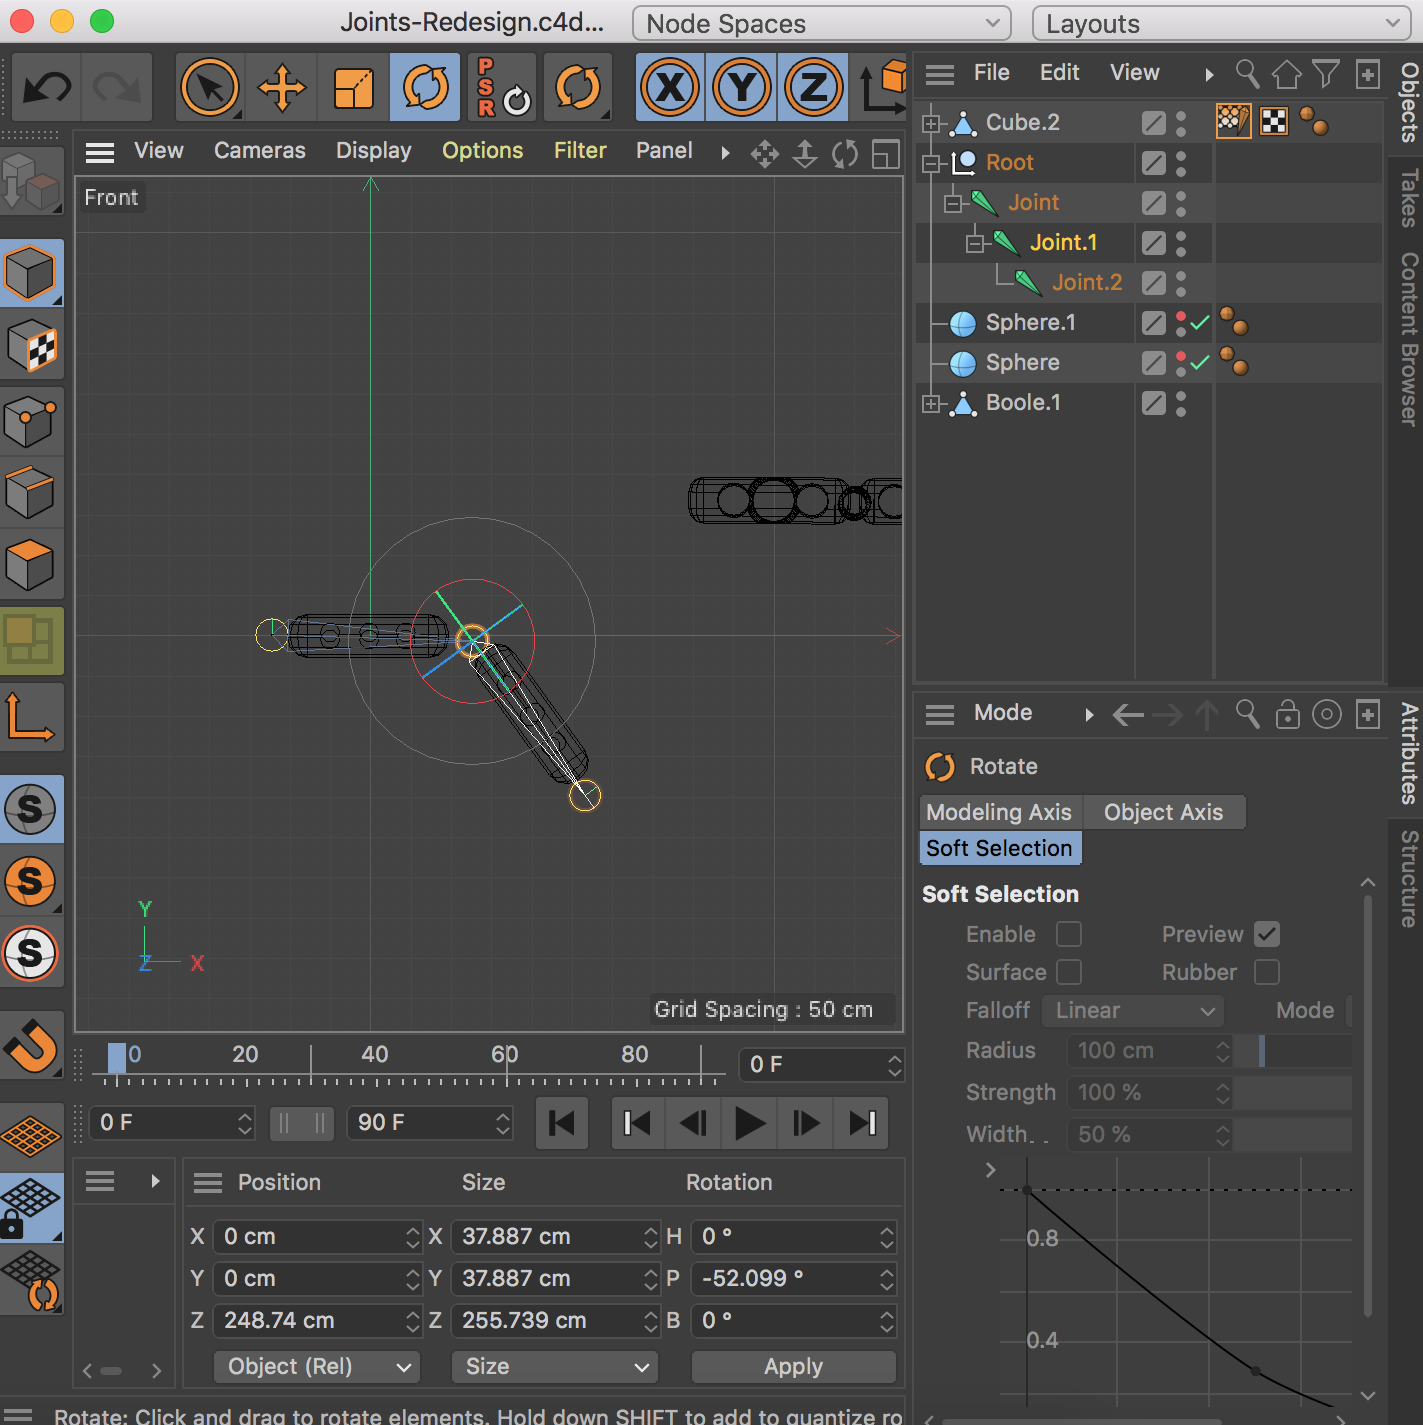 Joints-Redesign.c4d...
Node Spaces
Layouts
P
S
R
X
Y
Z
File Edit View
Objects
Takes
Content Browser
Cube.2
Root
Joint
Joint.1
Joint.2
Sphere.1
Sphere
Boole.1
View Cameras Display Options Filter Panel
Front
Y
Z X
Grid Spacing : 50 cm
S
S
S
0 20 40 60 80
0 F
0 F
90 F
Position Size Rotation
X 0 cm X 37.887 cm H 0 °
Y 0 cm Y 37.887 cm P -52.099 °
Z 248.74 cm Z 255.739 cm B 0 °
Object (Rel) Size Apply
Rotate: Click and drag to rotate elements. Hold down SHIFT to add to quantize ro
Mode
Attributes
Structure
Rotate
Modeling Axis Object Axis
Soft Selection
Soft Selection
Enable Preview
Surface Rubber
Falloff Linear Mode
Radius 100 cm
Strength 100 %
Width. . 50 %
0.8
0.4